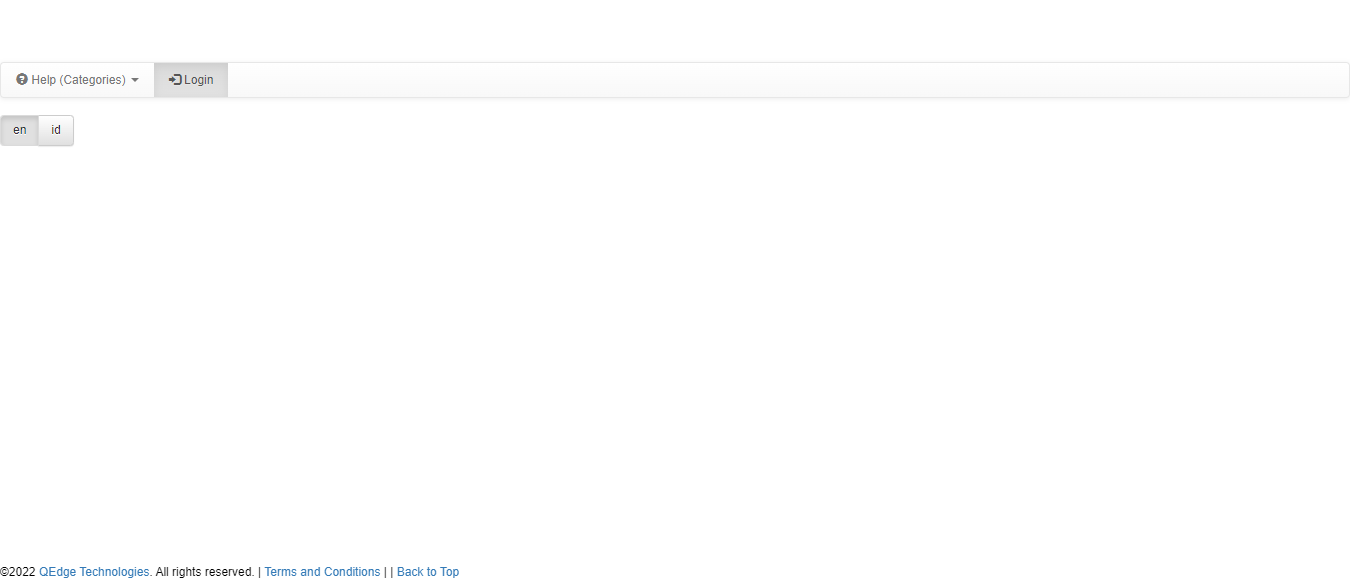 Help (Categories) Login
en id
©2022 QEdge Technologies. All rights reserved. | Terms and Conditions | | Back to Top